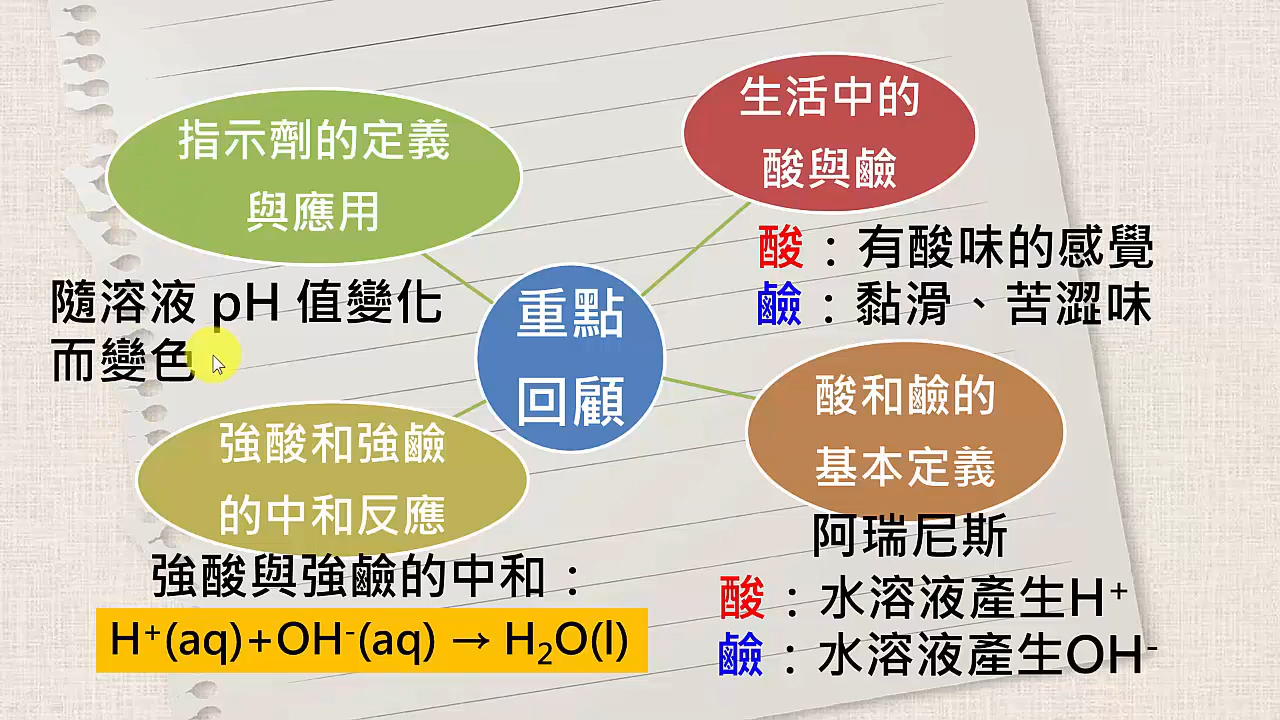 指示劑的定義
與應用
隨溶液 pH 值變化
而變色
生活中的
酸與鹼
酸：有酸味的感覺
鹼：黏滑、苦澀味
重點
回顧
強酸和強鹼
的中和反應
強酸與強鹼的中和：
H⁺(aq)+OH⁻(aq) → H₂O(l)
酸和鹼的
基本定義
阿瑞尼斯
酸：水溶液產生H⁺
鹼：水溶液產生OH⁻